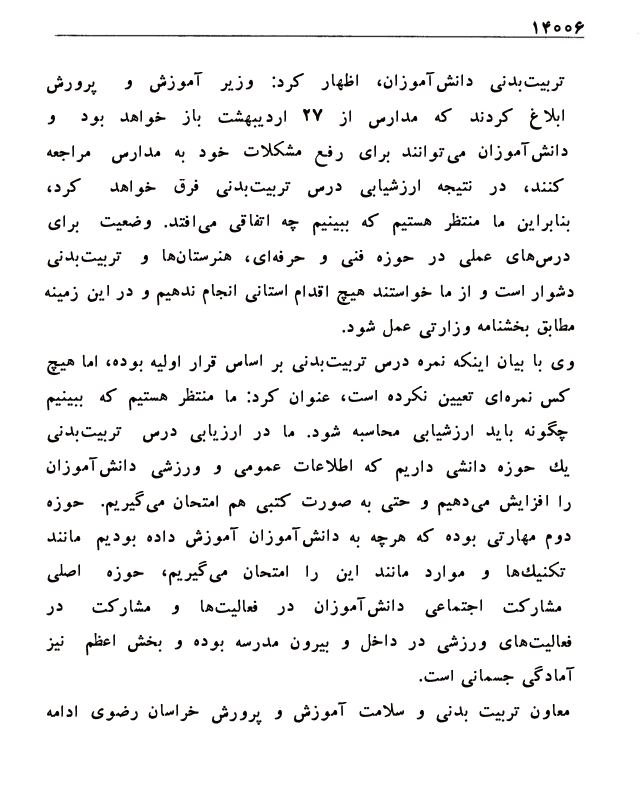 ۱۴۰۰۶
تربیت‌بدنی دانش‌آموزان، اظهار کرد: وزیر آموزش و پرورش
ابلاغ کردند که مدارس از ۲۷ اردیبهشت باز خواهد بود و
دانش‌آموزان می‌توانند برای رفع مشکلات خود به مدارس مراجعه
کنند، در نتیجه ارزشیابی درس تربیت‌بدنی فرق خواهد کرد،
بنابراین ما منتظر هستیم که ببینیم چه اتفاقی می‌افتد. وضعیت برای
درس‌های عملی در حوزه فنی و حرفه‌ای، هنرستان‌ها و تربیت‌بدنی
دشوار است و از ما خواستند هیچ اقدام استانی انجام ندهیم و در این زمینه
مطابق بخشنامه وزارتی عمل شود.
وی با بیان اینکه نمره درس تربیت‌بدنی بر اساس قرار اولیه بوده، اما هیچ
کس نمره‌ای تعیین نکرده است، عنوان کرد: ما منتظر هستیم که ببینیم
چگونه باید ارزشیابی محاسبه شود. ما در ارزیابی درس تربیت‌بدنی
یك حوزه دانشی داریم که اطلاعات عمومی و ورزشی دانش‌آموزان
را افزایش می‌دهیم و حتی به صورت کتبی هم امتحان می‌گیریم. حوزه
دوم مهارتی بوده که هرچه به دانش‌آموزان آموزش داده بودیم مانند
تکنیك‌ها و موارد مانند این را امتحان می‌گیریم، حوزه اصلی
مشارکت اجتماعی دانش‌آموزان در فعالیت‌ها و مشارکت در
فعالیت‌های ورزشی در داخل و بیرون مدرسه بوده و بخش اعظم نیز
آمادگی جسمانی است.
معاون تربیت بدنی و سلامت آموزش و پرورش خراسان رضوی ادامه